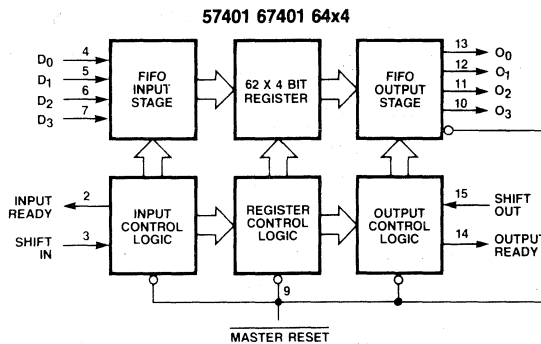 57401 67401 64x4
D0 4
D1 5
D2 6
D3 7
FIFO
INPUT
STAGE
62 X 4 BIT
REGISTER
FIFO
OUTPUT
STAGE
13 O0
12 O1
11 O2
10 O3
INPUT
READY
2
SHIFT
IN
3
INPUT
CONTROL
LOGIC
REGISTER
CONTROL
LOGIC
OUTPUT
CONTROL
LOGIC
15
SHIFT
OUT
14
OUTPUT
READY
9
MASTER RESET